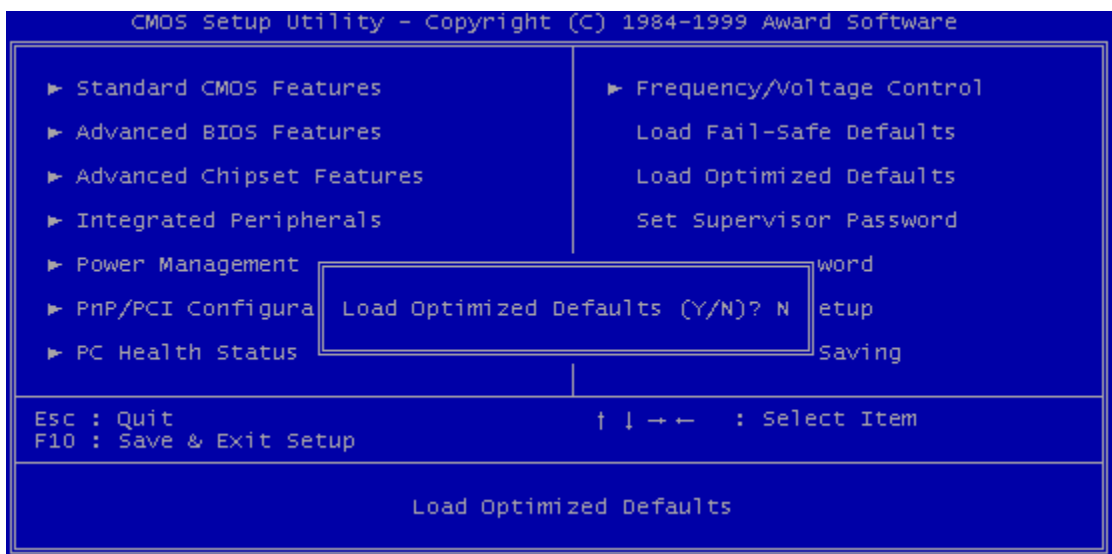 CMOS Setup Utility – Copyright (C) 1984–1999 Award Software
► Standard CMOS Features
► Advanced BIOS Features
► Advanced Chipset Features
► Integrated Peripherals
► Power Management
► PnP/PCI Configura
► PC Health Status
► Frequency/Voltage Control
Load Fail–Safe Defaults
Load Optimized Defaults
Set Supervisor Password
word
etup
Saving
Load Optimized Defaults (Y/N)? N
Esc : Quit
F10 : Save & Exit Setup
↑ ↓ → ← : Select Item
Load Optimized Defaults